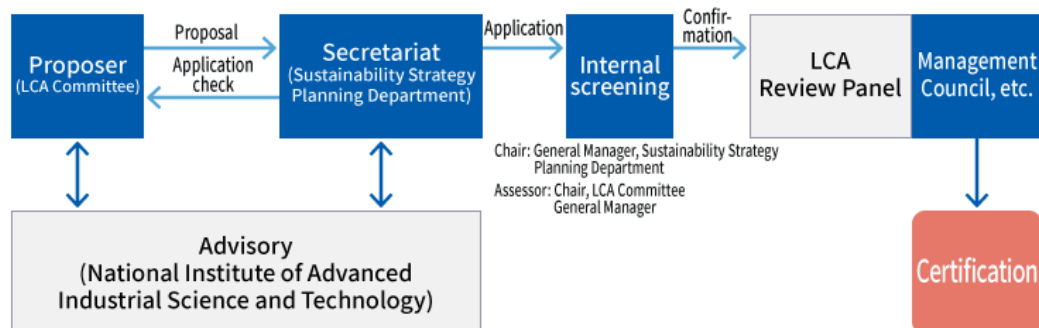 Proposal
Proposer
(LCA Committee)
Application
check
Secretariat
(Sustainability Strategy
Planning Department)
Application
Internal
screening
Confir-
mation
LCA
Review Panel
Management
Council, etc.
Chair: General Manager, Sustainability Strategy
Planning Department
Assessor: Chair, LCA Committee
General Manager
Advisory
(National Institute of Advanced
Industrial Science and Technology)
Certification